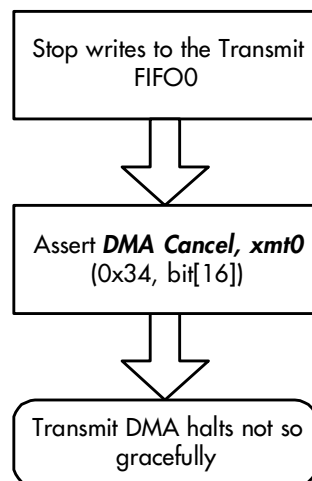 Stop writes to the Transmit
FIFO0
Assert DMA Cancel, xmt0
(0x34, bit[16])
Transmit DMA halts not so
gracefully